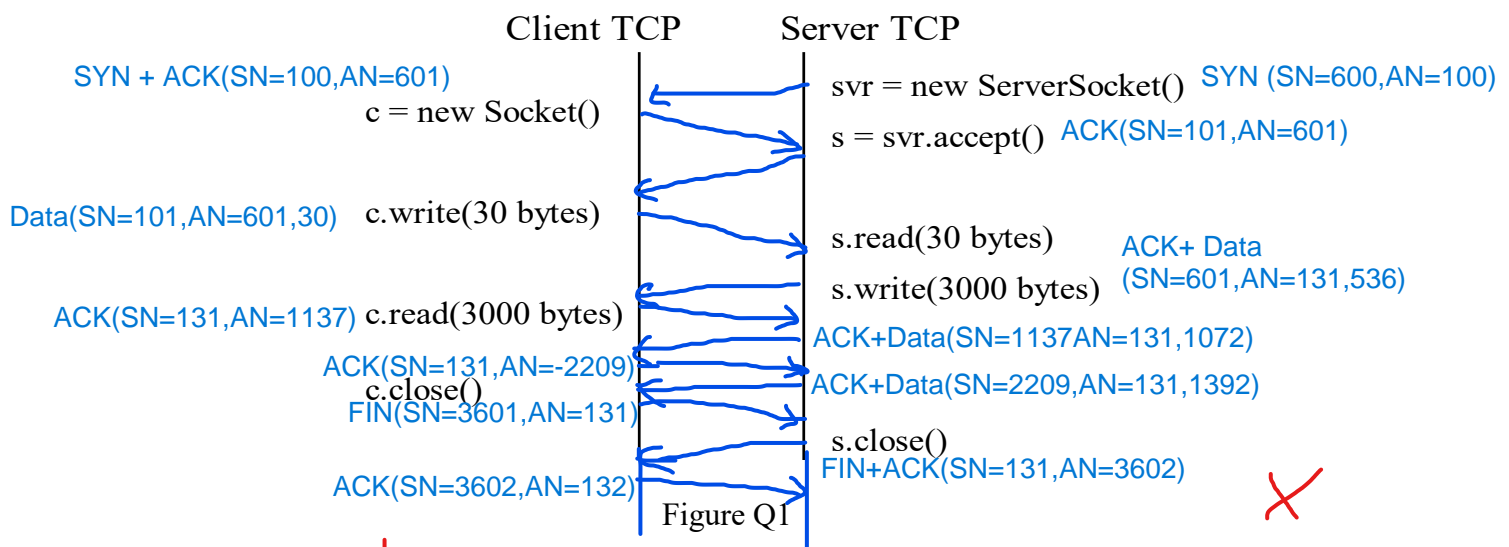 Client TCP Server TCP
SYN + ACK(SN=100,AN=601) svr = new ServerSocket() SYN (SN=600,AN=100)
c = new Socket()
s = svr.accept() ACK(SN=101,AN=601)
Data(SN=101,AN=601,30) c.write(30 bytes)
s.read(30 bytes) ACK+ Data
s.write(3000 bytes) (SN=601,AN=131,536)
ACK(SN=131,AN=1137) c.read(3000 bytes)
ACK+Data(SN=1137AN=131,1072)
ACK(SN=131,AN=-2209)
c.close() ACK+Data(SN=2209,AN=131,1392)
FIN(SN=3601,AN=131)
s.close()
FIN+ACK(SN=131,AN=3602)
ACK(SN=3602,AN=132)
Figure Q1